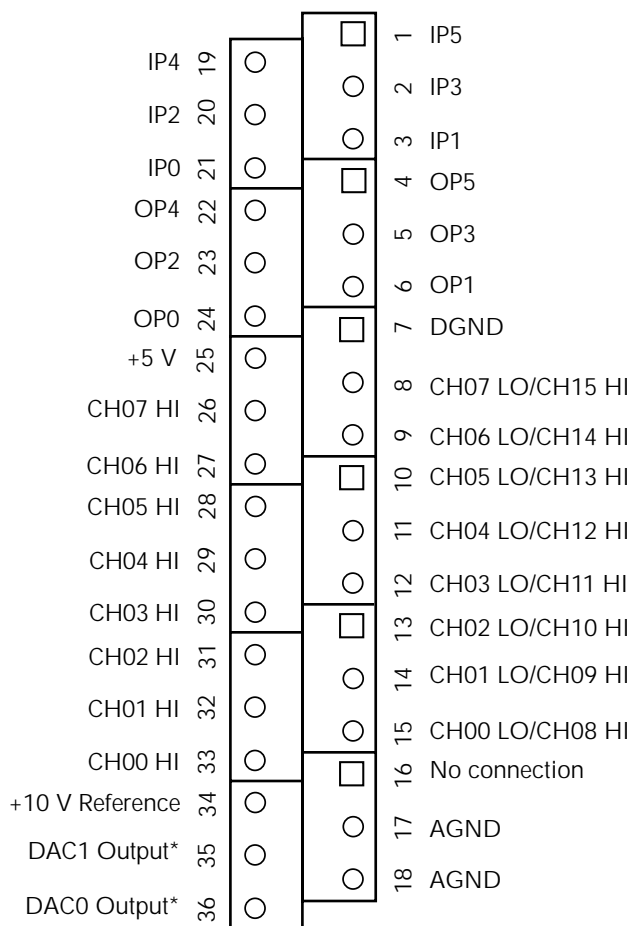 1 IP5
IP4 19
2 IP3
IP2 20
3 IP1
IP0 21
4 OP5
OP4 22
5 OP3
OP2 23
6 OP1
OP0 24
7 DGND
+5 V 25
8 CH07 LO/CH15 HI
CH07 HI 26
9 CH06 LO/CH14 HI
CH06 HI 27
10 CH05 LO/CH13 HI
CH05 HI 28
11 CH04 LO/CH12 HI
CH04 HI 29
12 CH03 LO/CH11 HI
CH03 HI 30
13 CH02 LO/CH10 HI
CH02 HI 31
14 CH01 LO/CH09 HI
CH01 HI 32
15 CH00 LO/CH08 HI
CH00 HI 33
16 No connection
+10 V Reference 34
17 AGND
DAC1 Output* 35
18 AGND
DAC0 Output* 36